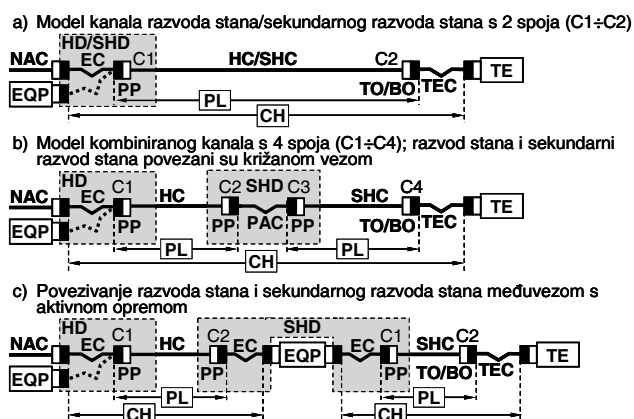 a) Model kanala razvoda stana/sekundarnog razvoda stana s 2 spoja (C1÷C2)
HD/SHD
NAC EC C1 HC/SHC C2
EQP PP TO/BO TEC TE
PL
CH
b) Model kombiniranog kanala s 4 spoja (C1÷C4); razvod stana i sekundarni
razvod stana povezani su križanom vezom
HD SHD
NAC EC C1 HC C2 C3 SHC C4
EQP PP PP PAC PP TO/BO TEC TE
PL PL
CH
c) Povezivanje razvoda stana i sekundarnog razvoda stana međuvezom s
aktivnom opremom
HD SHD
NAC EC C1 HC C2 EC EQP EC C1 SHC C2
EQP PP PP PP TO/BO TEC TE
PL PL
CH CH